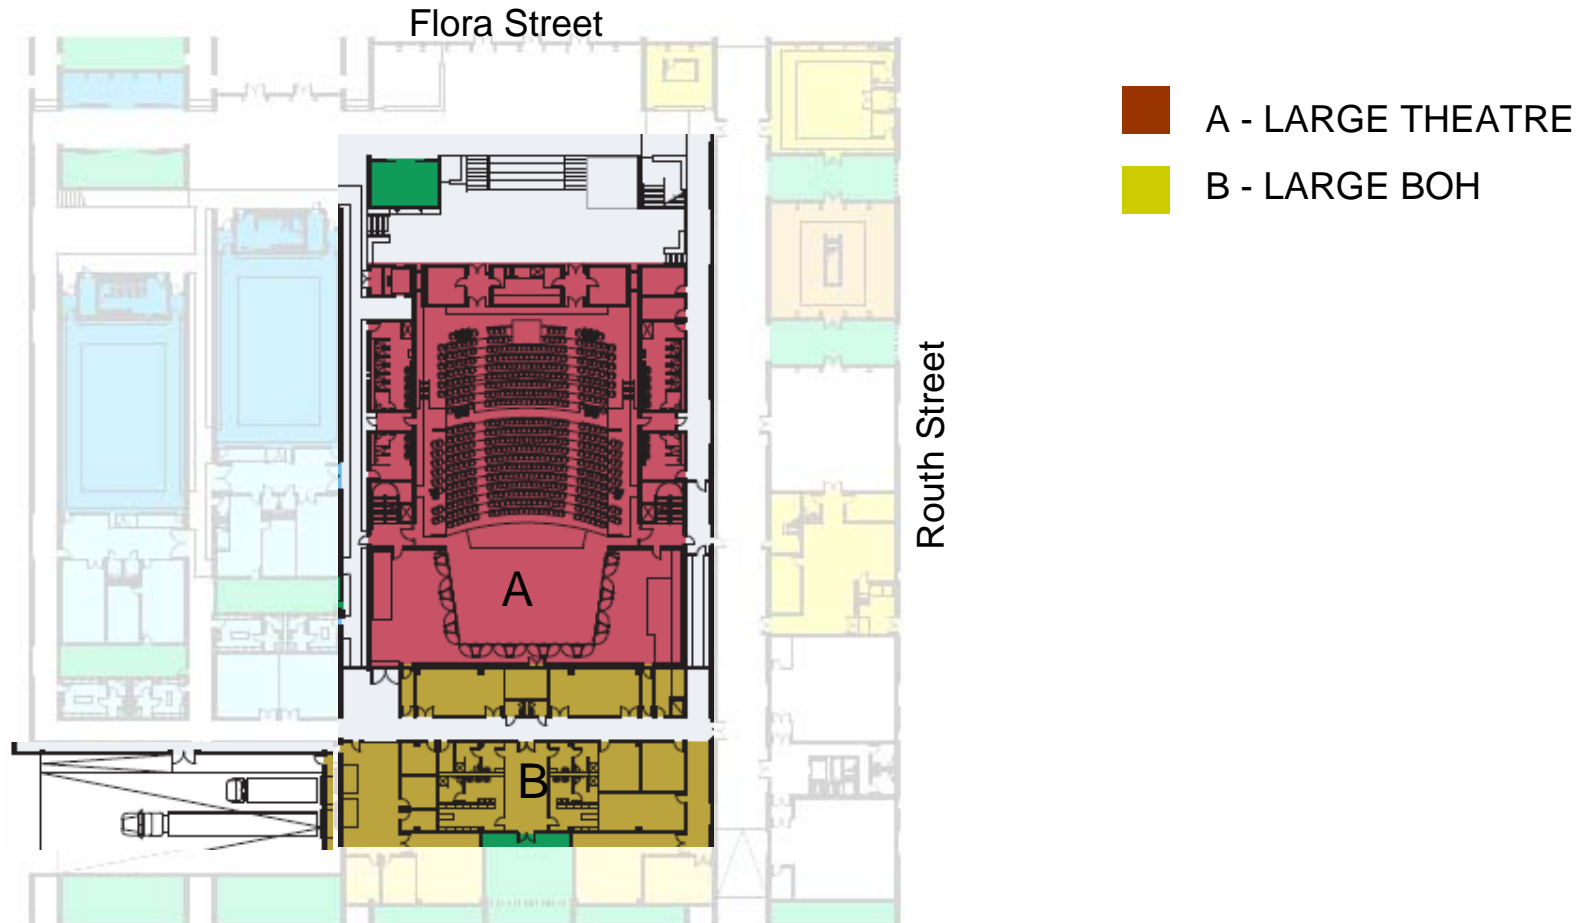 Flora Street
A - LARGE THEATRE
B - LARGE BOH
Routh Street
A
B